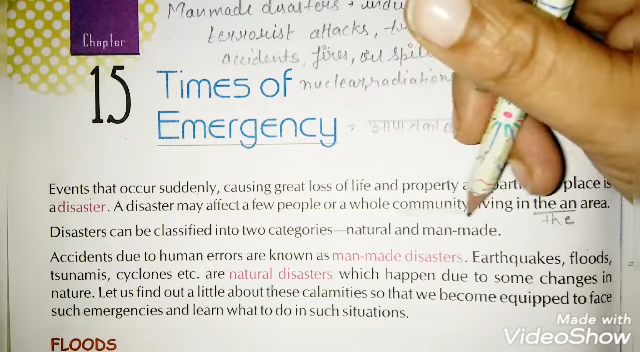 Manmade disasters
Chapter
terrorist attacks,
accidents, fires, oil
15
Times of
nuclear, radiation
Emergency
Events that occur suddenly, causing great loss of life and property place is
a disaster. A disaster may affect a few people or a whole community living in the an area.
the
Disasters can be classified into two categories—natural and man-made.
Accidents due to human errors are known as man-made disasters. Earthquakes, floods,
tsunamis, cyclones etc. are natural disasters which happen due to some changes in
nature. Let us find out a little about these calamities so that we become equipped to face
such emergencies and learn what to do in such situations.
FLOODS
Made with
VideoShow